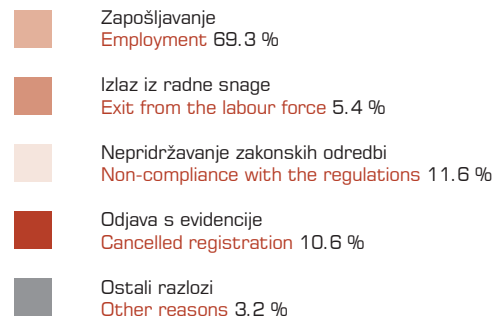 Zapošljavanje
Employment 69.3 %
Izlaz iz radne snage
Exit from the labour force 5.4 %
Nepridržavanje zakonskih odredbi
Non-compliance with the regulations 11.6 %
Odjava s evidencije
Cancelled registration 10.6 %
Ostali razlozi
Other reasons 3.2 %